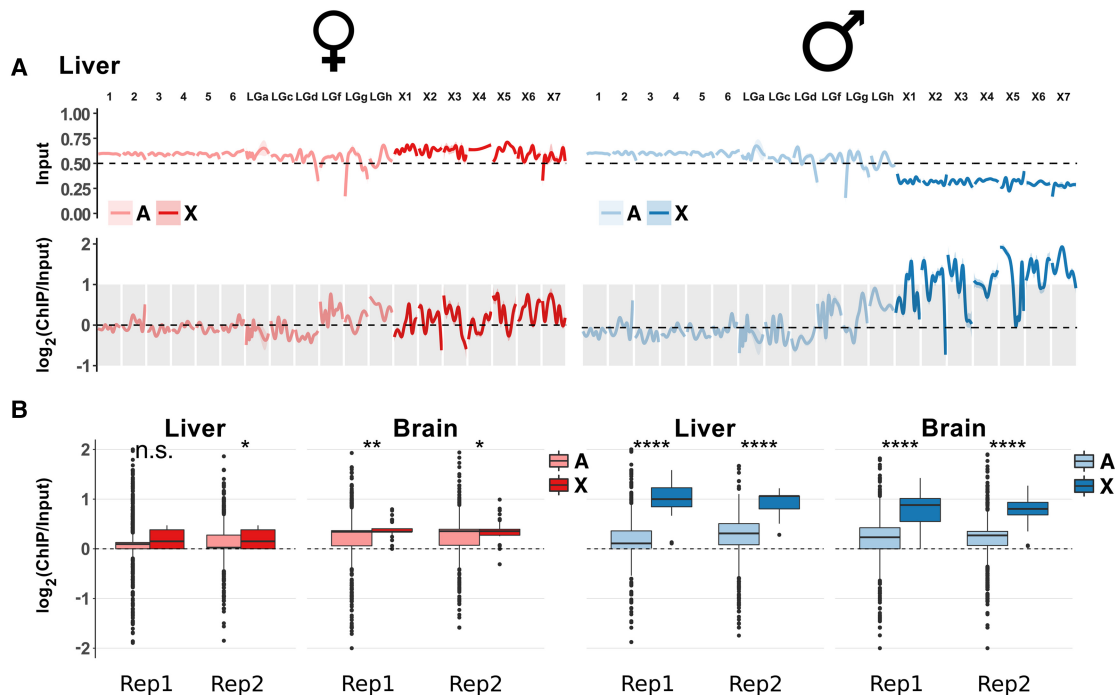 A Liver
1 2 3 4 5 6 LGa LGc LGd LGf LGg LGh X1 X2 X3 X4 X5 X6 X7
1 2 3 4 5 6 LGa LGc LGd LGf LGg LGh X1 X2 X3 X4 X5 X6 X7
Input
1.00
0.75
0.50
0.25
0.00
A X
A X
log2(ChIP/Input)
2
1
0
-1
B
Liver Brain Liver Brain
n.s. * ** * **** **** **** ****
A
X
A
X
log2(ChIP/Input)
2
1
0
-2
Rep1 Rep2 Rep1 Rep2 Rep1 Rep2 Rep1 Rep2